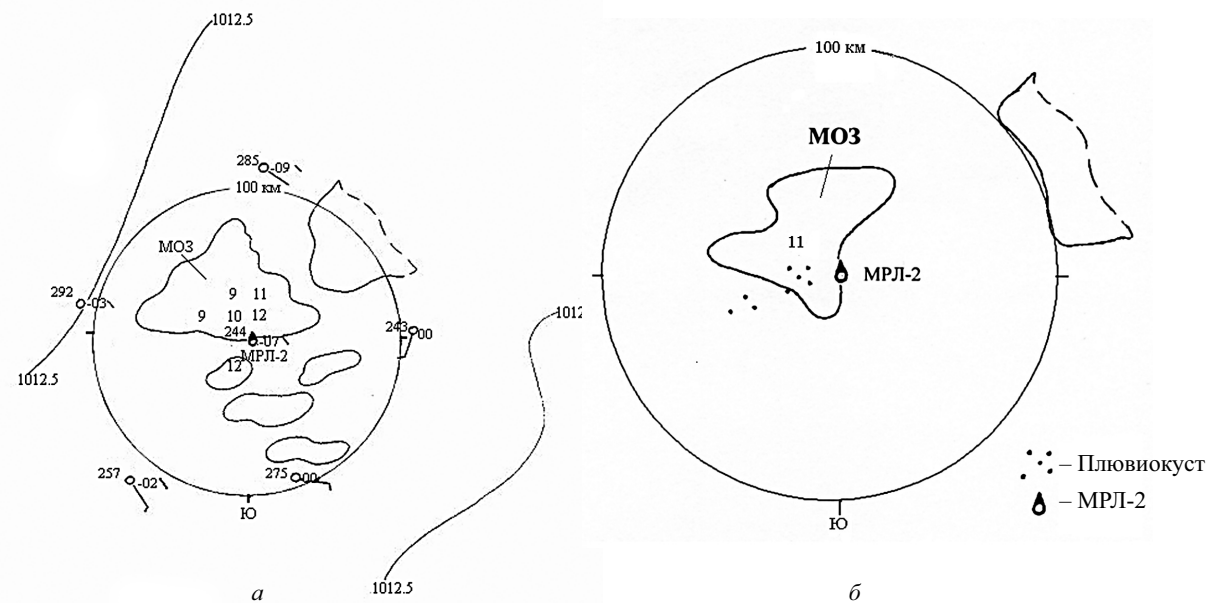 1012.5
285
-09
100 км
МОЗ
292
-03
9
11
9
10
12
244
-07
МРЛ-2
243
00
12
1012.5
257
-02
275
00
Ю
1012.5
а
100 км
МОЗ
11
МРЛ-2
1012
– Плювиокуст
– МРЛ-2
Ю
б